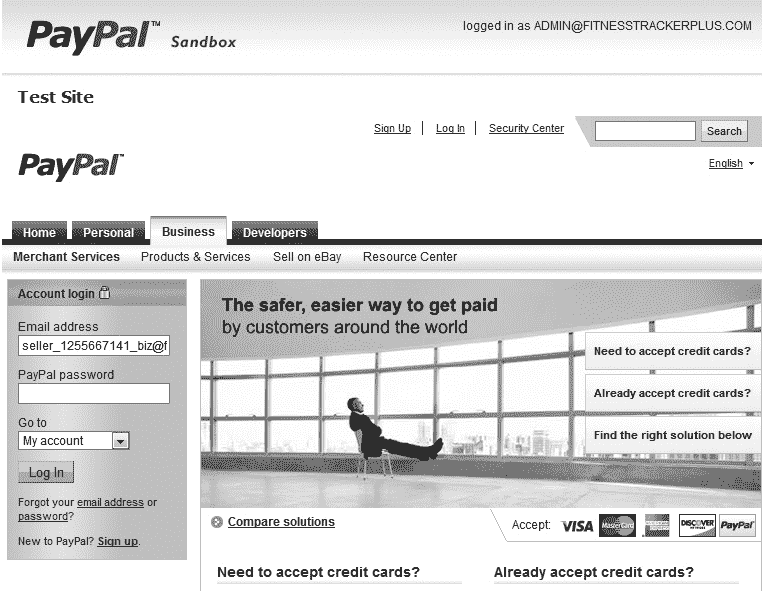 PayPal™ Sandbox
logged in as ADMIN@FITNESSTRACKERPLUS.COM
Test Site
Sign Up | Log In | Security Center
Search
PayPal™
English
Home Personal Business Developers
Merchant Services Products & Services Sell on eBay Resource Center
Account login
Email address
seller_1255667141_biz@f
PayPal password
Go to
My account
Log In
Forgot your email address or
password?
New to PayPal? Sign up.
The safer, easier way to get paid
by customers around the world
Need to accept credit cards?
Already accept credit cards?
Find the right solution below
Compare solutions
Accept: VISA MasterCard DISCOVER PayPal
Need to accept credit cards?
Already accept credit cards?